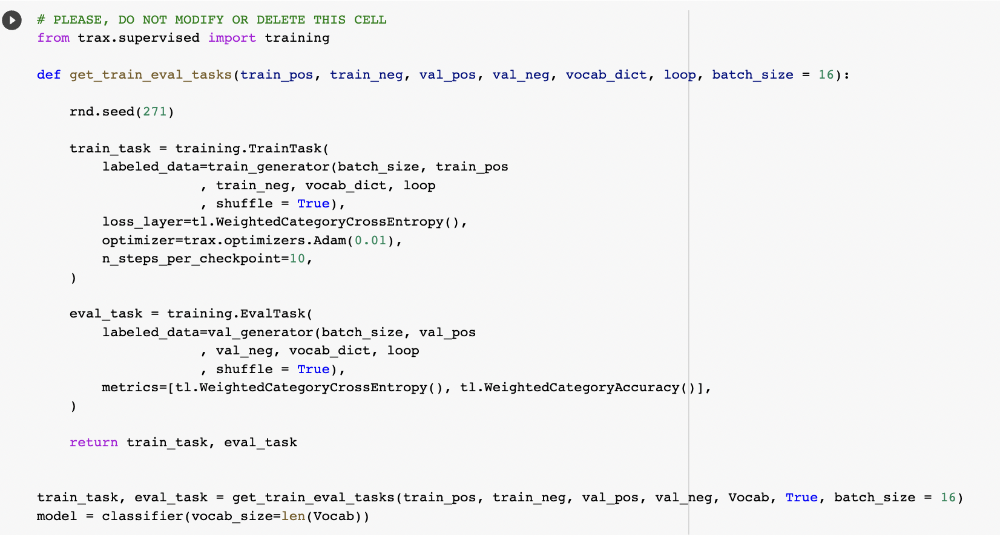 # PLEASE, DO NOT MODIFY OR DELETE THIS CELL
from trax.supervised import training
def get_train_eval_tasks(train_pos, train_neg, val_pos, val_neg, vocab_dict, loop, batch_size = 16):
rnd.seed(271)
train_task = training.TrainTask(
labeled_data=train_generator(batch_size, train_pos
, train_neg, vocab_dict, loop
, shuffle = True),
loss_layer=tl.WeightedCategoryCrossEntropy(),
optimizer=trax.optimizers.Adam(0.01),
n_steps_per_checkpoint=10,
)
eval_task = training.EvalTask(
labeled_data=val_generator(batch_size, val_pos
, val_neg, vocab_dict, loop
, shuffle = True),
metrics=[tl.WeightedCategoryCrossEntropy(), tl.WeightedCategoryAccuracy()],
)
return train_task, eval_task
train_task, eval_task = get_train_eval_tasks(train_pos, train_neg, val_pos, val_neg, Vocab, True, batch_size = 16)
model = classifier(vocab_size=len(Vocab))